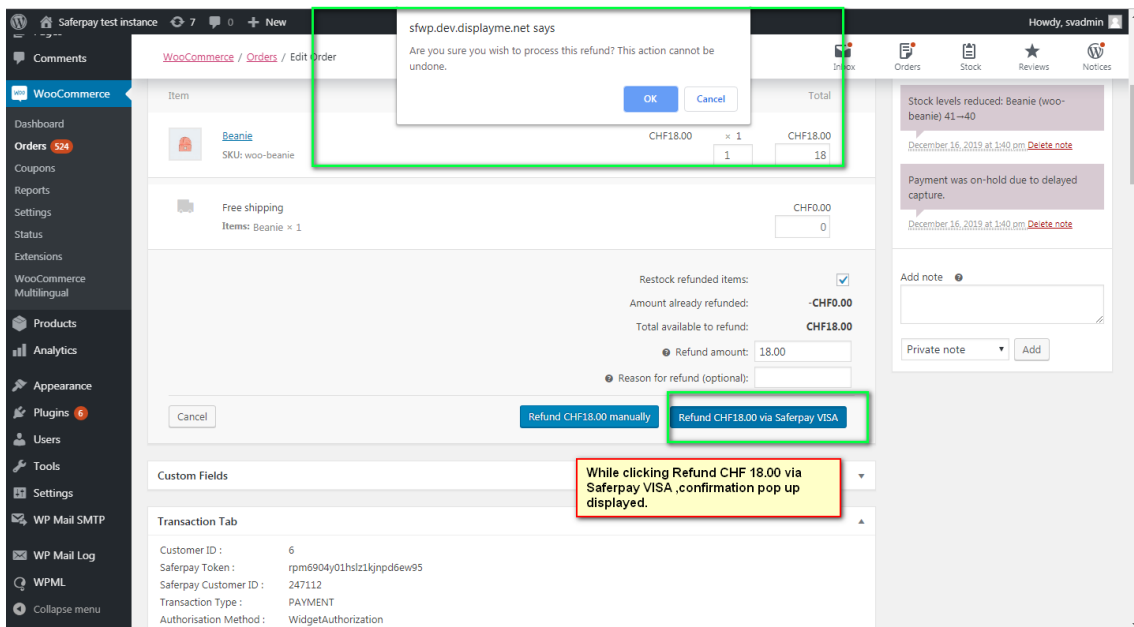 Saferpay test instance 7 0 + New
Howdy, svadmin
sfwp.dev.displayme.net says
Are you sure you wish to process this refund? This action cannot be
undone.
OK Cancel
Pages
Comments
WooCommerce
Dashboard
Orders 524
Coupons
Reports
Settings
Status
Extensions
WooCommerce
Multilingual
Products
Analytics
Appearance
Plugins 6
Users
Tools
Settings
WP Mail SMTP
WP Mail Log
WPML
Collapse menu
WooCommerce / Orders / Edit Order
Inbox
Orders
Stock
Reviews
Notices
Item Total
Beanie CHF18.00 × 1 CHF18.00
SKU: woo-beanie 1 18
Free shipping CHF0.00
Items: Beanie × 1 0
Restock refunded items:
Amount already refunded: -CHF0.00
Total available to refund: CHF18.00
Refund amount: 18.00
Reason for refund (optional):
Cancel Refund CHF18.00 manually Refund CHF18.00 via Saferpay VISA
While clicking Refund CHF 18.00 via
Saferpay VISA ,confirmation pop up
displayed.
Custom Fields
Transaction Tab
Customer ID : 6
Saferpay Token : rpm6904y01hslz1kjnpd6ew95
Saferpay Customer ID : 247112
Transaction Type : PAYMENT
Authorisation Method : WidgetAuthorization
Stock levels reduced: Beanie (woo-
beanie) 41→40
December 16, 2019 at 1:40 pm Delete note
Payment was on-hold due to delayed
capture.
December 16, 2019 at 1:40 pm Delete note
Add note
Private note Add